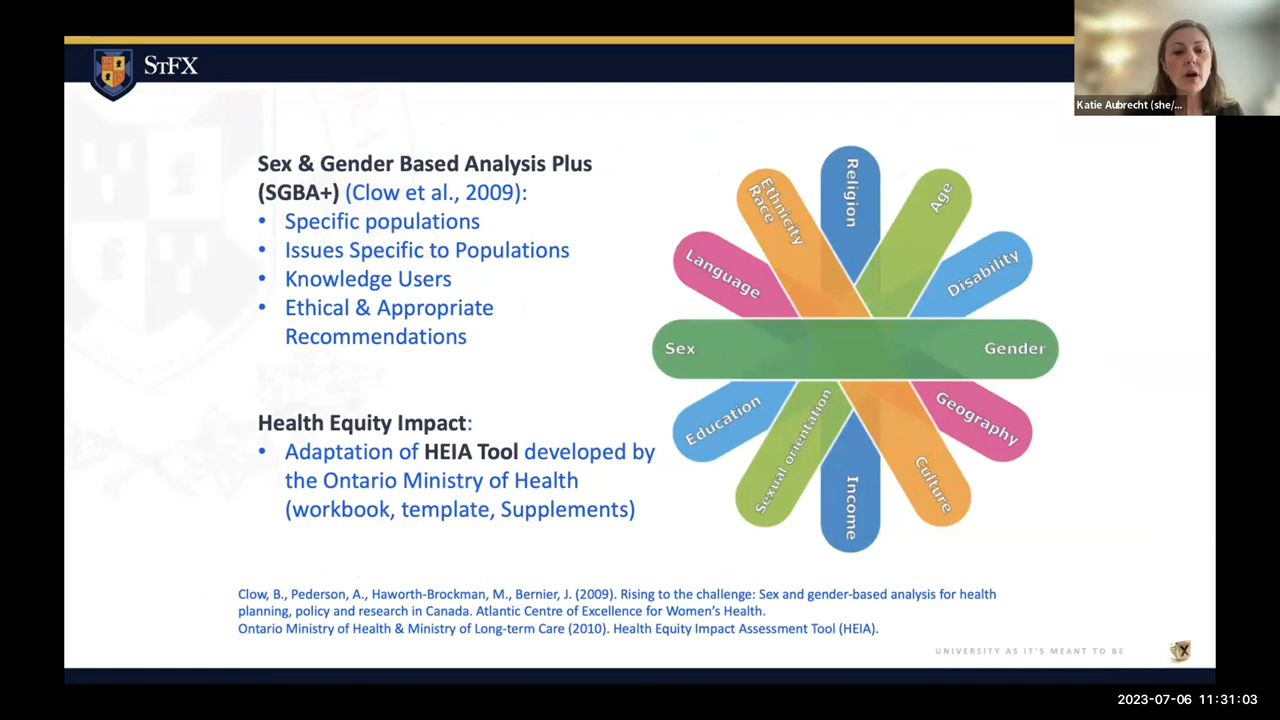 STFX
Katie Aubrecht (she/...
Sex & Gender Based Analysis Plus
(SGBA+) (Clow et al., 2009):
• Specific populations
• Issues Specific to Populations
• Knowledge Users
• Ethical & Appropriate
Recommendations
Health Equity Impact:
• Adaptation of HEIA Tool developed by
the Ontario Ministry of Health
(workbook, template, Supplements)
Religion
Age
Disability
Gender
Geography
Culture
Income
Sexual orientation
Education
Sex
Language
Ethnicity
Race
Clow, B., Pederson, A., Haworth-Brockman, M., Bernier, J. (2009). Rising to the challenge: Sex and gender-based analysis for health
planning, policy and research in Canada. Atlantic Centre of Excellence for Women's Health.
Ontario Ministry of Health & Ministry of Long-term Care (2010). Health Equity Impact Assessment Tool (HEIA).
UNIVERSITY AS IT'S MEANT TO BE
X
2023-07-06 11:31:03